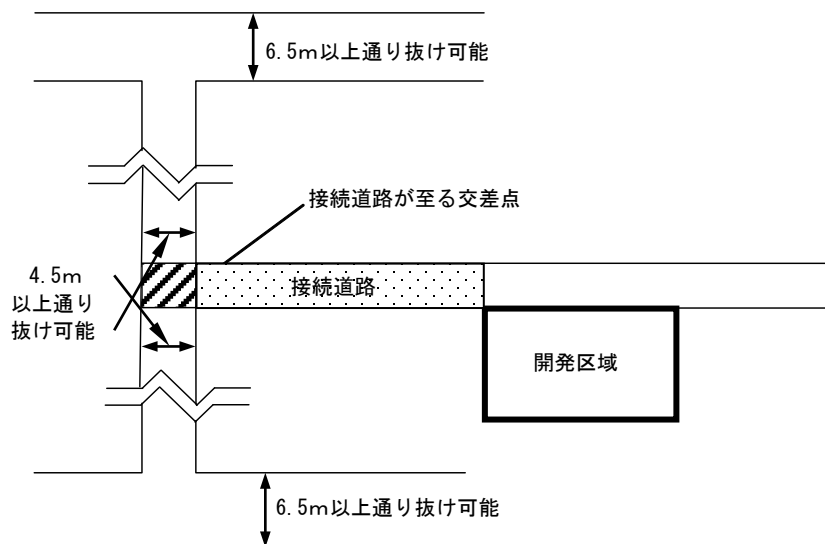 6.5m以上通り抜け可能
接続道路が至る交差点
4.5m
以上通り
抜け可能
接続道路
開発区域
6.5m以上通り抜け可能